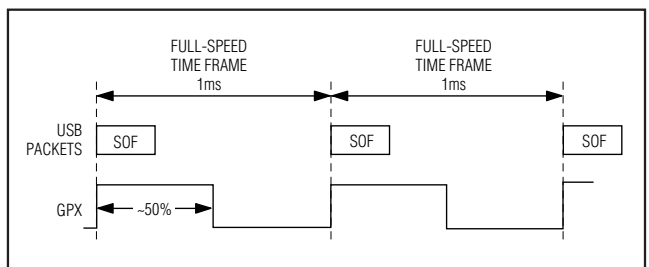 FULL-SPEED
TIME FRAME
1ms
FULL-SPEED
TIME FRAME
1ms
USB
PACKETS
SOF
SOF
SOF
GPX
~50%